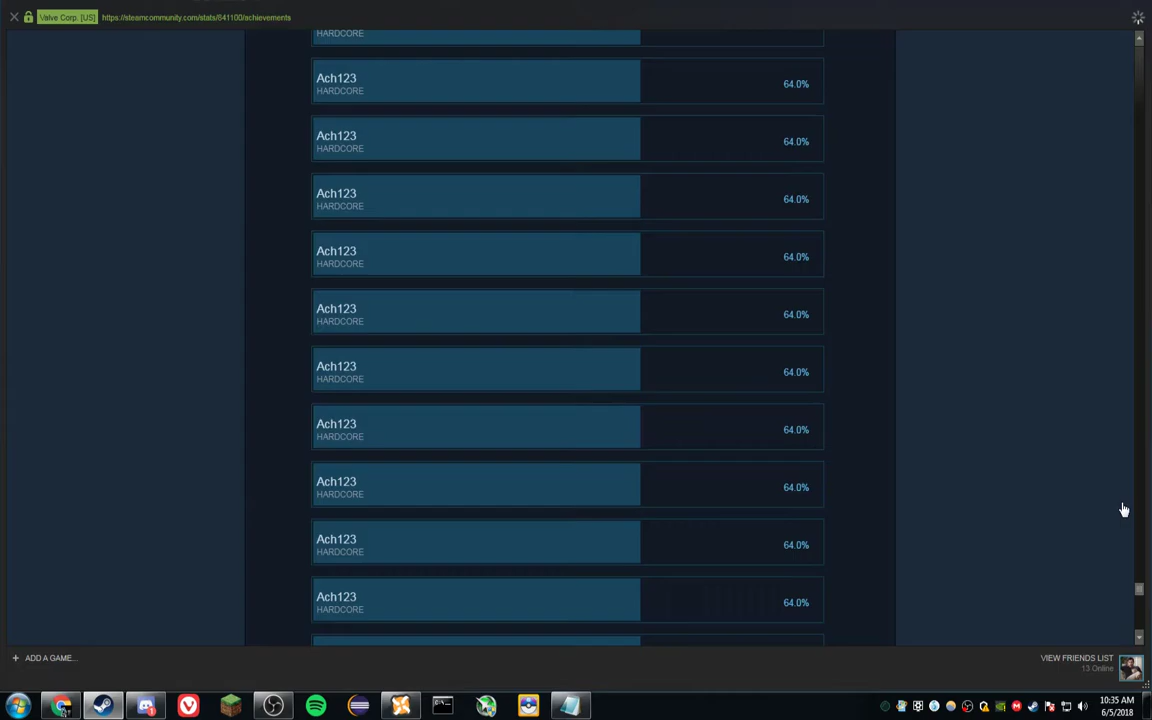 Valve Corp. [US] https://steamcommunity.com/stats/641100/achievements
HARDCORE
Ach123
HARDCORE
64.0%
Ach123
HARDCORE
64.0%
Ach123
HARDCORE
64.0%
Ach123
HARDCORE
64.0%
Ach123
HARDCORE
64.0%
Ach123
HARDCORE
64.0%
Ach123
HARDCORE
64.0%
Ach123
HARDCORE
64.0%
Ach123
HARDCORE
64.0%
Ach123
HARDCORE
64.0%
+ ADD A GAME...
VIEW FRIENDS LIST
13 Online
10:35 AM
6/5/2018